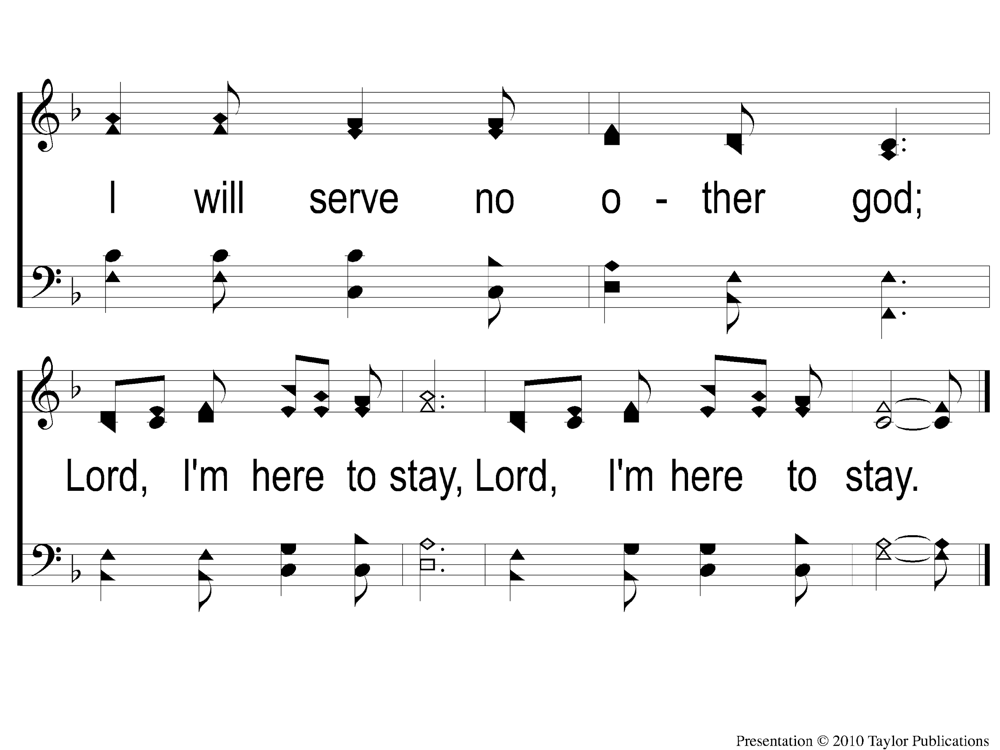 I will serve no o - ther god;
Lord, I'm here to stay, Lord, I'm here to stay.
Presentation © 2010 Taylor Publications